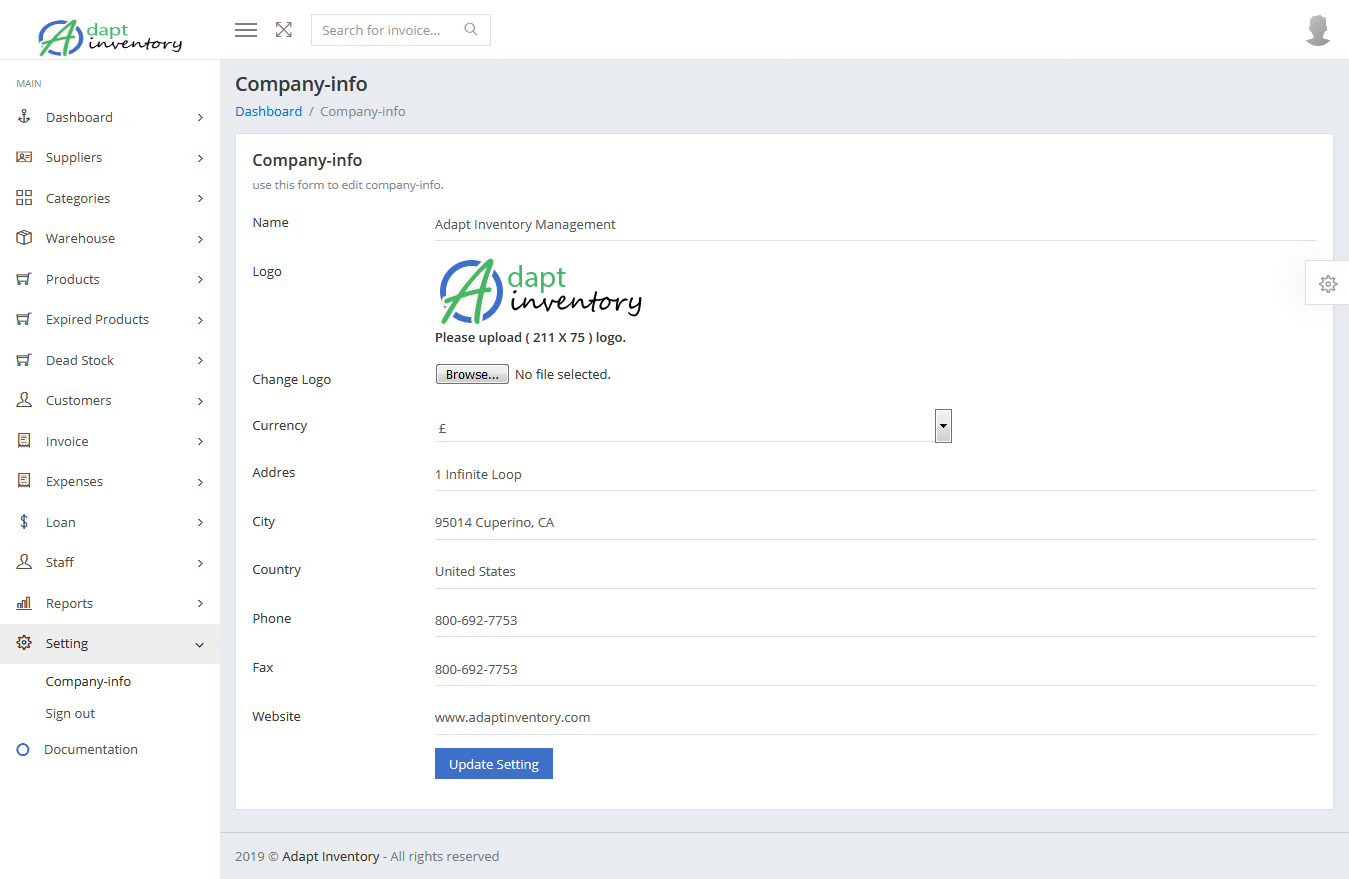 Adapt
inventory
Search for invoice...
MAIN
Dashboard
Suppliers
Categories
Warehouse
Products
Expired Products
Dead Stock
Customers
Invoice
Expenses
Loan
Staff
Reports
Setting
Company-info
Sign out
Documentation
Company-info
Dashboard / Company-info
Company-info
use this form to edit company-info.
Name Adapt Inventory Management
Logo Adapt
inventory
Please upload ( 211 X 75 ) logo.
Change Logo Browse... No file selected.
Currency £
Addres 1 Infinite Loop
City 95014 Cuperino, CA
Country United States
Phone 800-692-7753
Fax 800-692-7753
Website www.adaptinventory.com
Update Setting
2019 © Adapt Inventory - All rights reserved